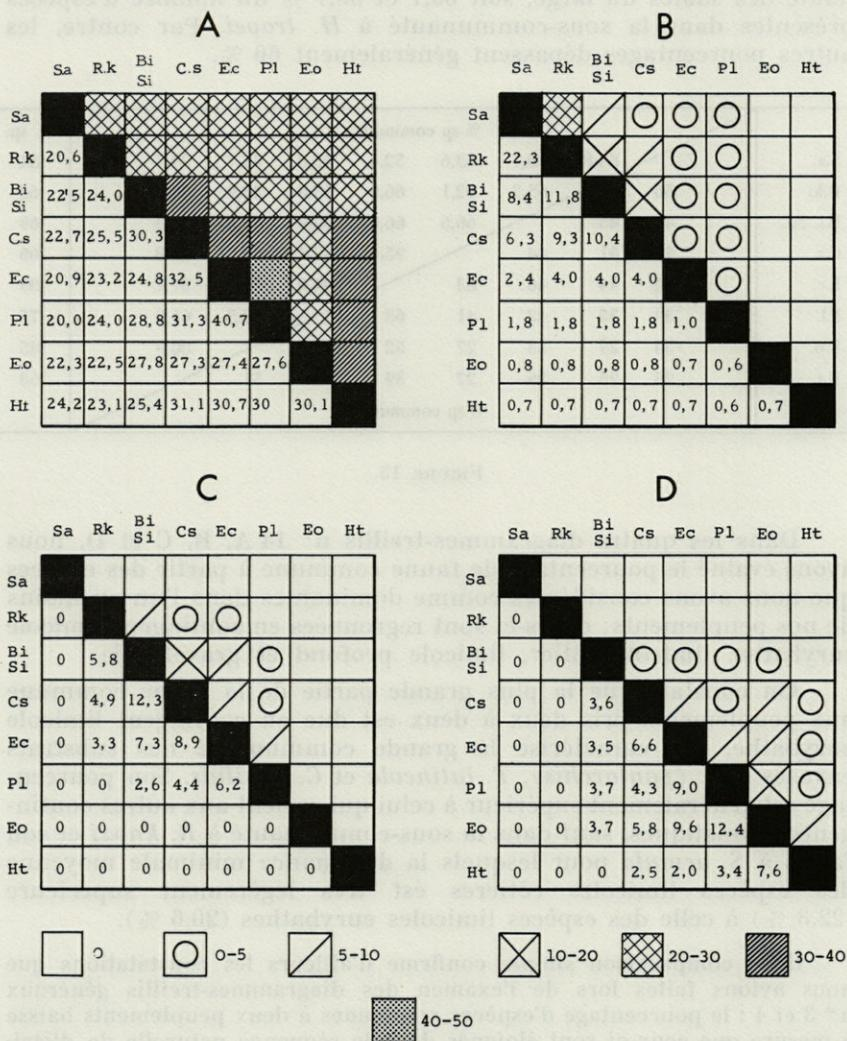 A
Sa R.k Bi Si C.s Ec Pl Eo Ht
Sa
R.k 20,6
Bi Si 22'5 24,0
C.s 22,7 25,5 30,3
Ec 20,9 23,2 24,8 32,5
Pl 20,0 24,0 28,8 31,3 40,7
Eo 22,3 22,5 27,8 27,3 27,4 27,6
Ht 24,2 23,1 25,4 31,1 30,7 30 30,1
B
Sa Rk Bi Si Cs Ec Pl Eo Ht
Sa
Rk 22,3
Bi Si 8,4 11,8
Cs 6,3 9,3 10,4
Ec 2,4 4,0 4,0 4,0
Pl 1,8 1,8 1,8 1,8 1,0
Eo 0,8 0,8 0,8 0,8 0,7 0,6
Ht 0,7 0,7 0,7 0,7 0,7 0,6 0,7
C
Sa Rk Bi Si Cs Ec Pl Eo Ht
Sa
Rk 0
Bi Si 0 5,8
Cs 0 4,9 12,3
Ec 0 3,3 7,3 8,9
Pl 0 0 2,6 4,4 6,2
Eo 0 0 0 0 0 0
Ht 0 0 0 0 0 0 0
D
Sa Rk Bi Si Cs Ec Pl Eo Ht
Sa
Rk 0
Bi Si 0 0
Cs 0 0 3,6
Ec 0 0 3,5 6,6
Pl 0 0 3,7 4,3 9,0
Eo 0 0 3,7 5,8 9,6 12,4
Ht 0 0 0 2,5 2,0 3,4 7,6
0-5 5-10 10-20 20-30 30-40
40-50